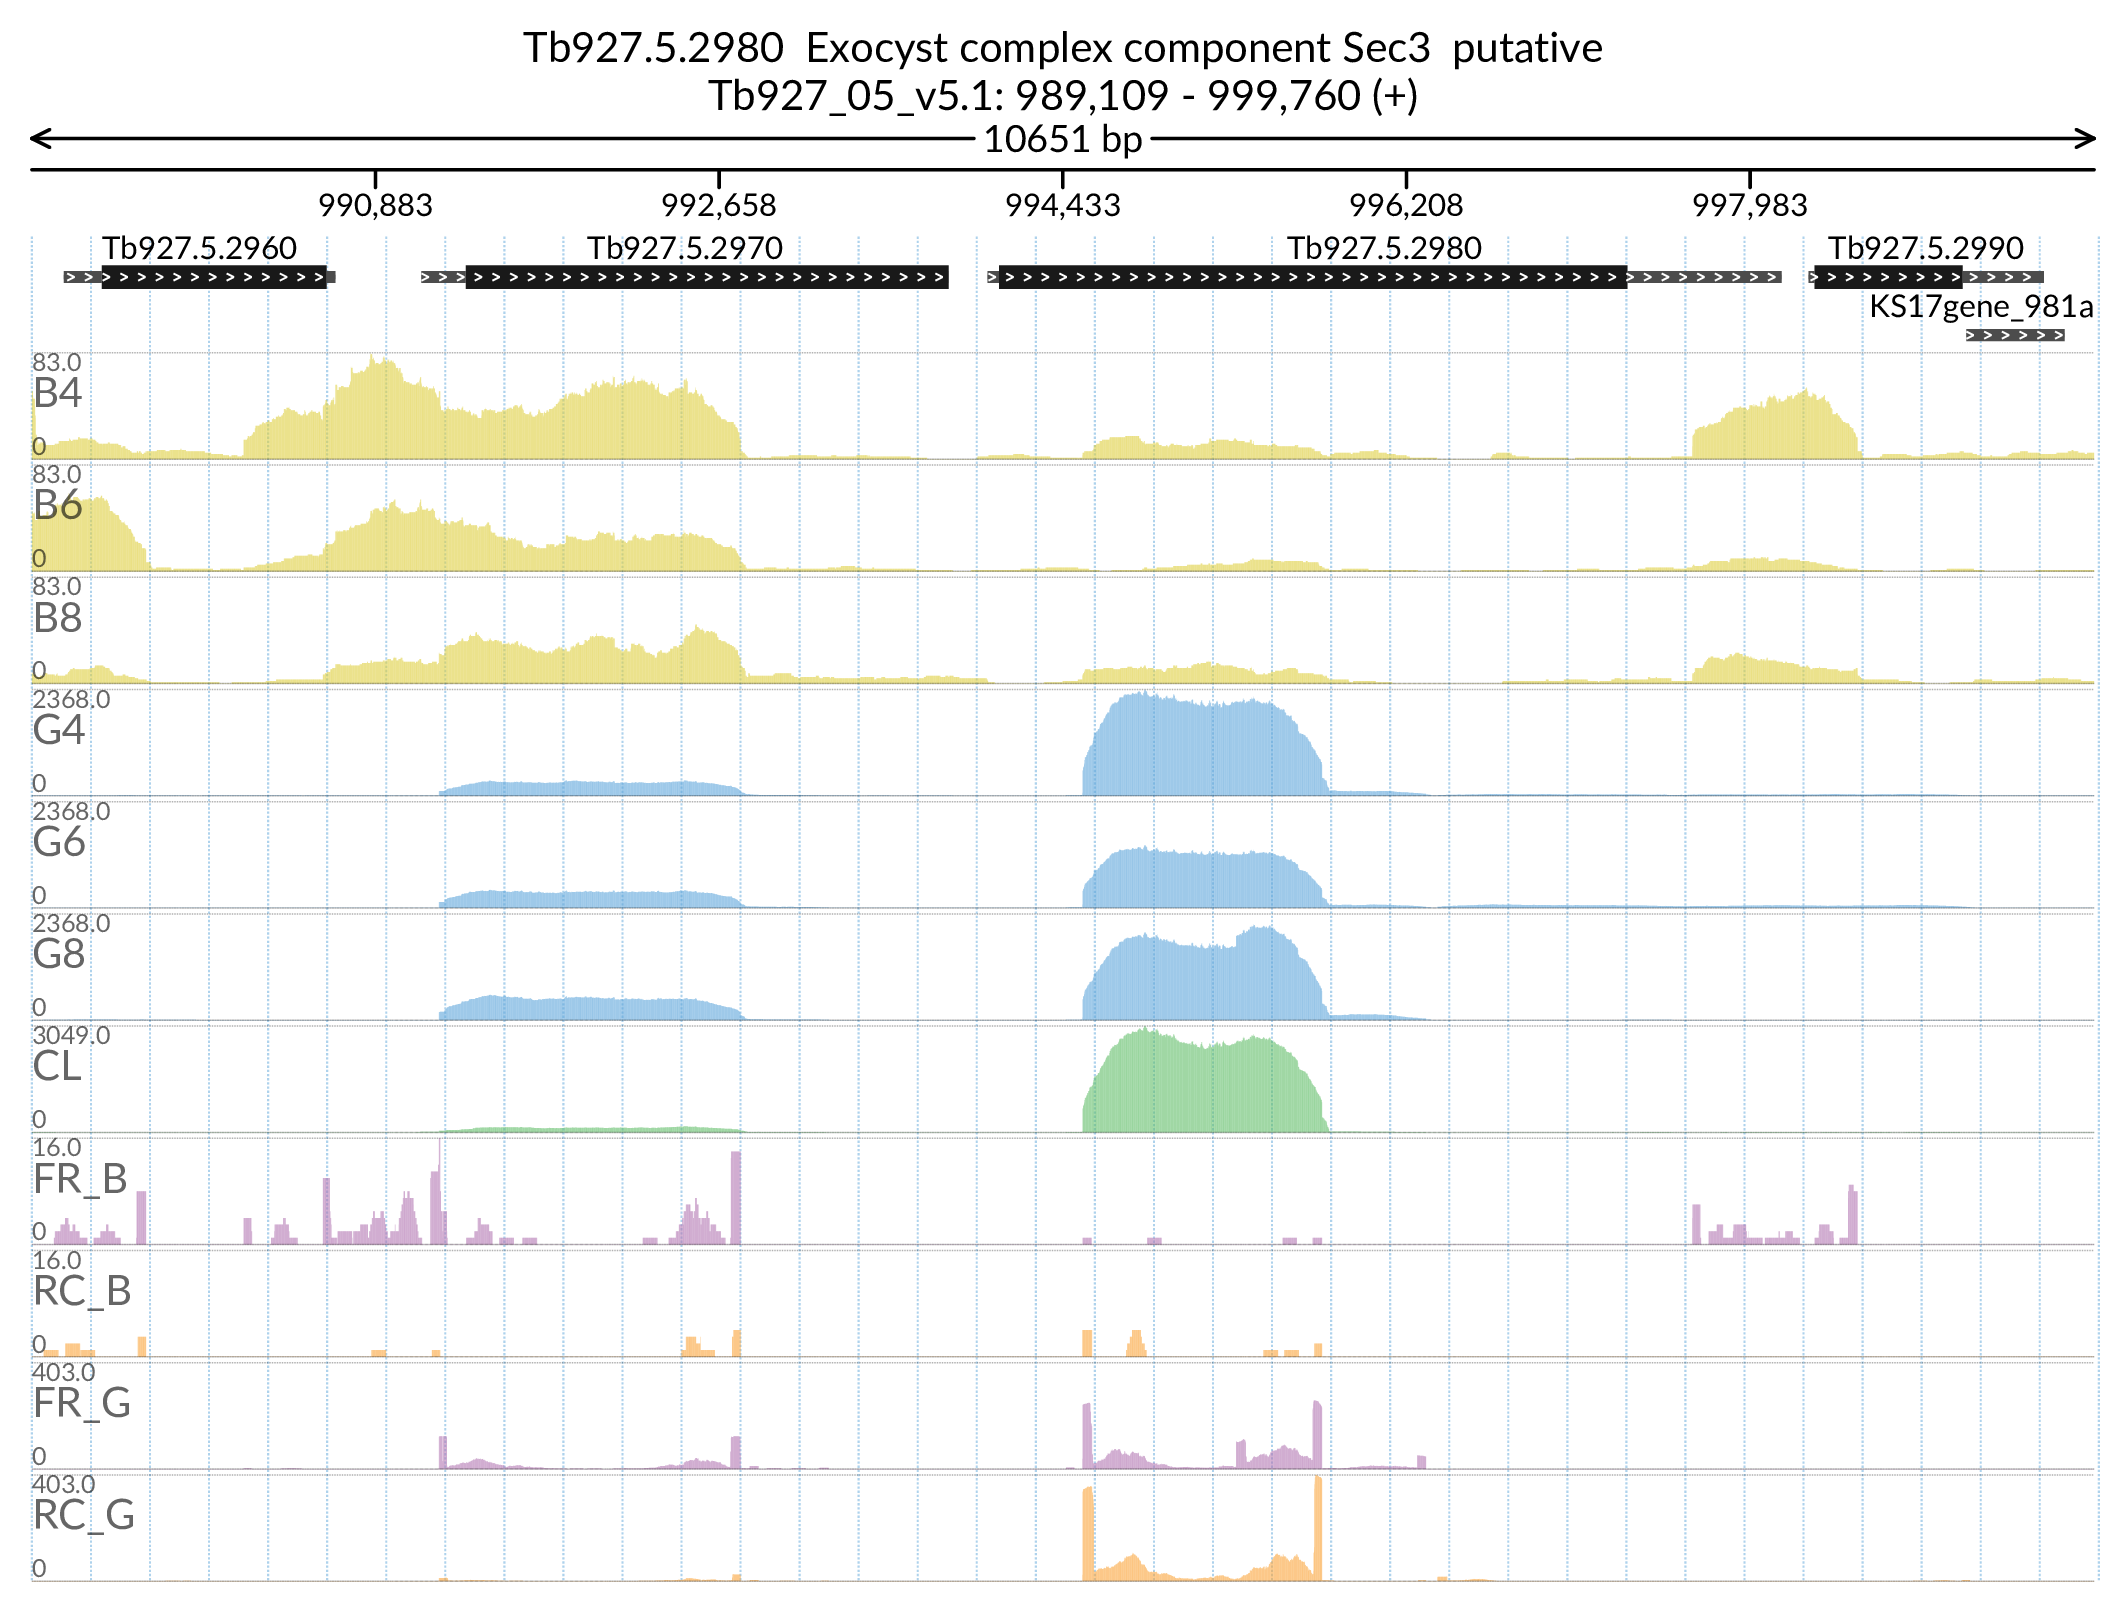 Tb927.5.2980  Exocyst complex component Sec3  putative
Tb927_05_v5.1: 989,109 - 999,760 (+)
10651 bp
990,883 992,658 994,433 996,208 997,983
Tb927.5.2960 Tb927.5.2970 Tb927.5.2980 Tb927.5.2990
KS17gene_981a
83.0
B4
0
83.0
B6
0
83.0
B8
0
2368.0
G4
0
2368.0
G6
0
2368.0
G8
0
3049.0
CL
0
16.0
FR_B
0
16.0
RC_B
0
403.0
FR_G
0
403.0
RC_G
0